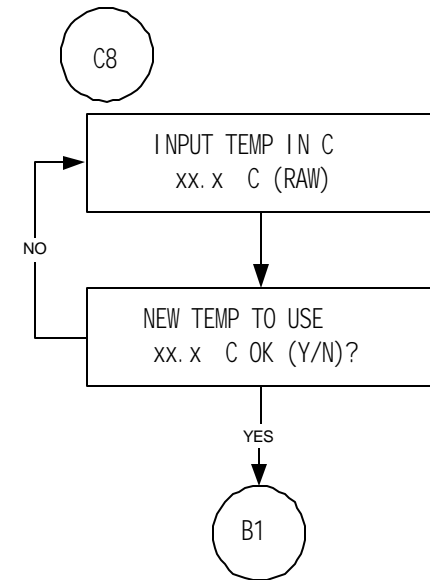 C8
INPUT TEMP IN C
xx.x C (RAW)
NO
NEW TEMP TO USE
xx.x C OK (Y/N)?
YES
B1